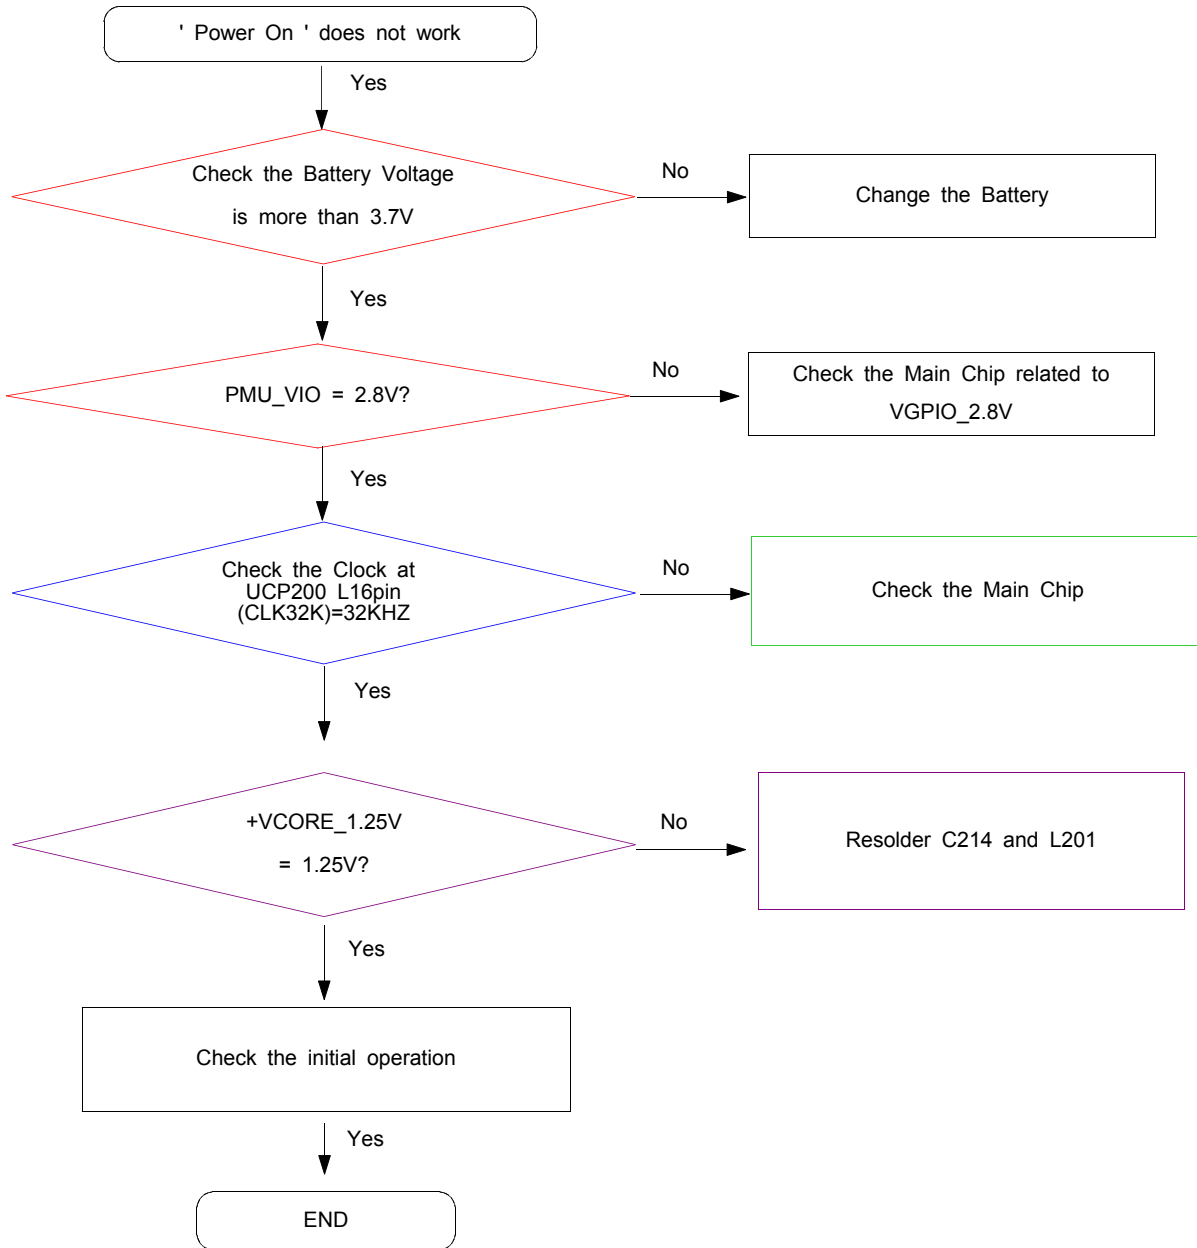 ' Power On ' does not work
Yes
Check the Battery Voltage
is more than 3.7V
No
Change the Battery
Yes
PMU_VIO = 2.8V?
No
Check the Main Chip related to
VGPIO_2.8V
Yes
Check the Clock at
UCP200 L16pin
(CLK32K)=32KHZ
No
Check the Main Chip
Yes
+VCORE_1.25V
= 1.25V?
No
Resolder C214 and L201
Yes
Check the initial operation
Yes
END